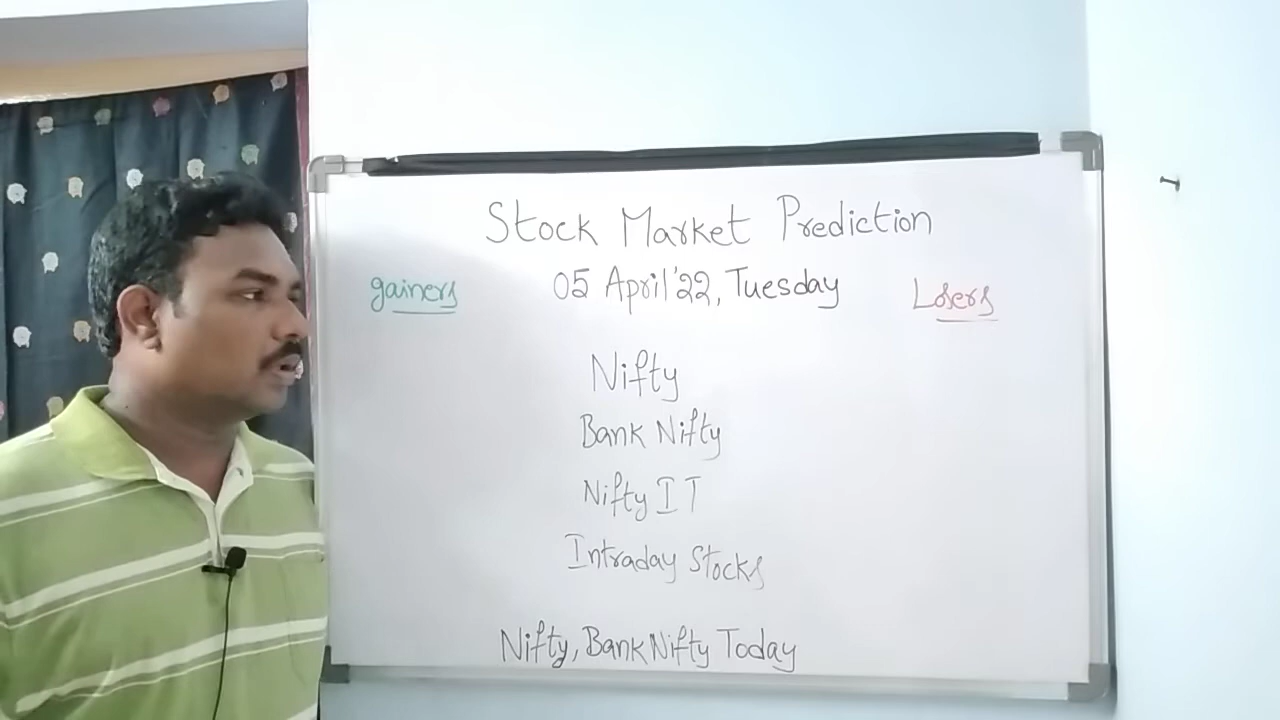 Stock Market Prediction
gainers 05 April'22, Tuesday Losers
Nifty
Bank Nifty
Nifty IT
Intraday Stocks
Nifty, Bank Nifty Today